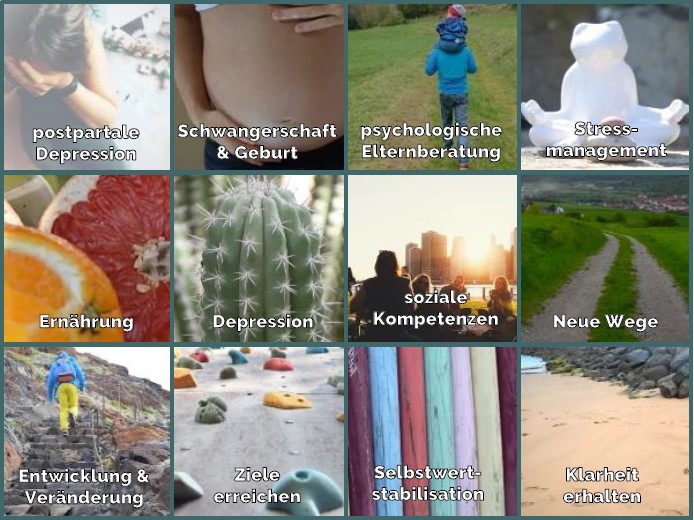 postpartale
Depression
Schwangerschaft
& Geburt
psychologische
Elternberatung
Stress-
management
Ernährung
Depression
soziale
Kompetenzen
Neue Wege
Entwicklung &
Veränderung
Ziele
erreichen
Selbstwert-
stabilisation
Klarheit
erhalten